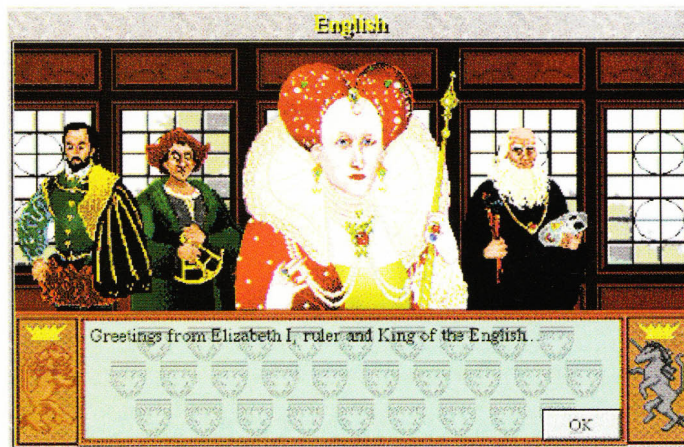 English
Greetings from Elizabeth I, ruler and King of the English...
OK